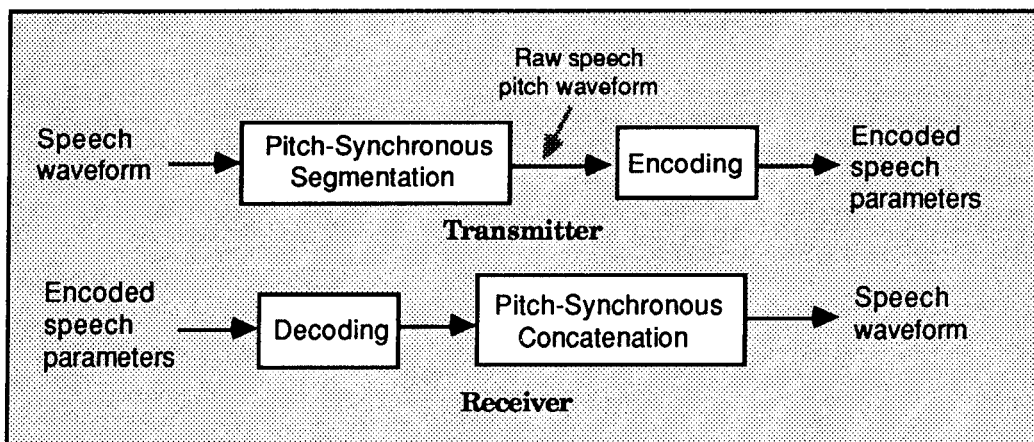 Raw speech
pitch waveform
Speech
waveform
Pitch-Synchronous
Segmentation
Encoding
Encoded
speech
parameters
Transmitter
Encoded
speech
parameters
Decoding
Pitch-Synchronous
Concatenation
Speech
waveform
Receiver